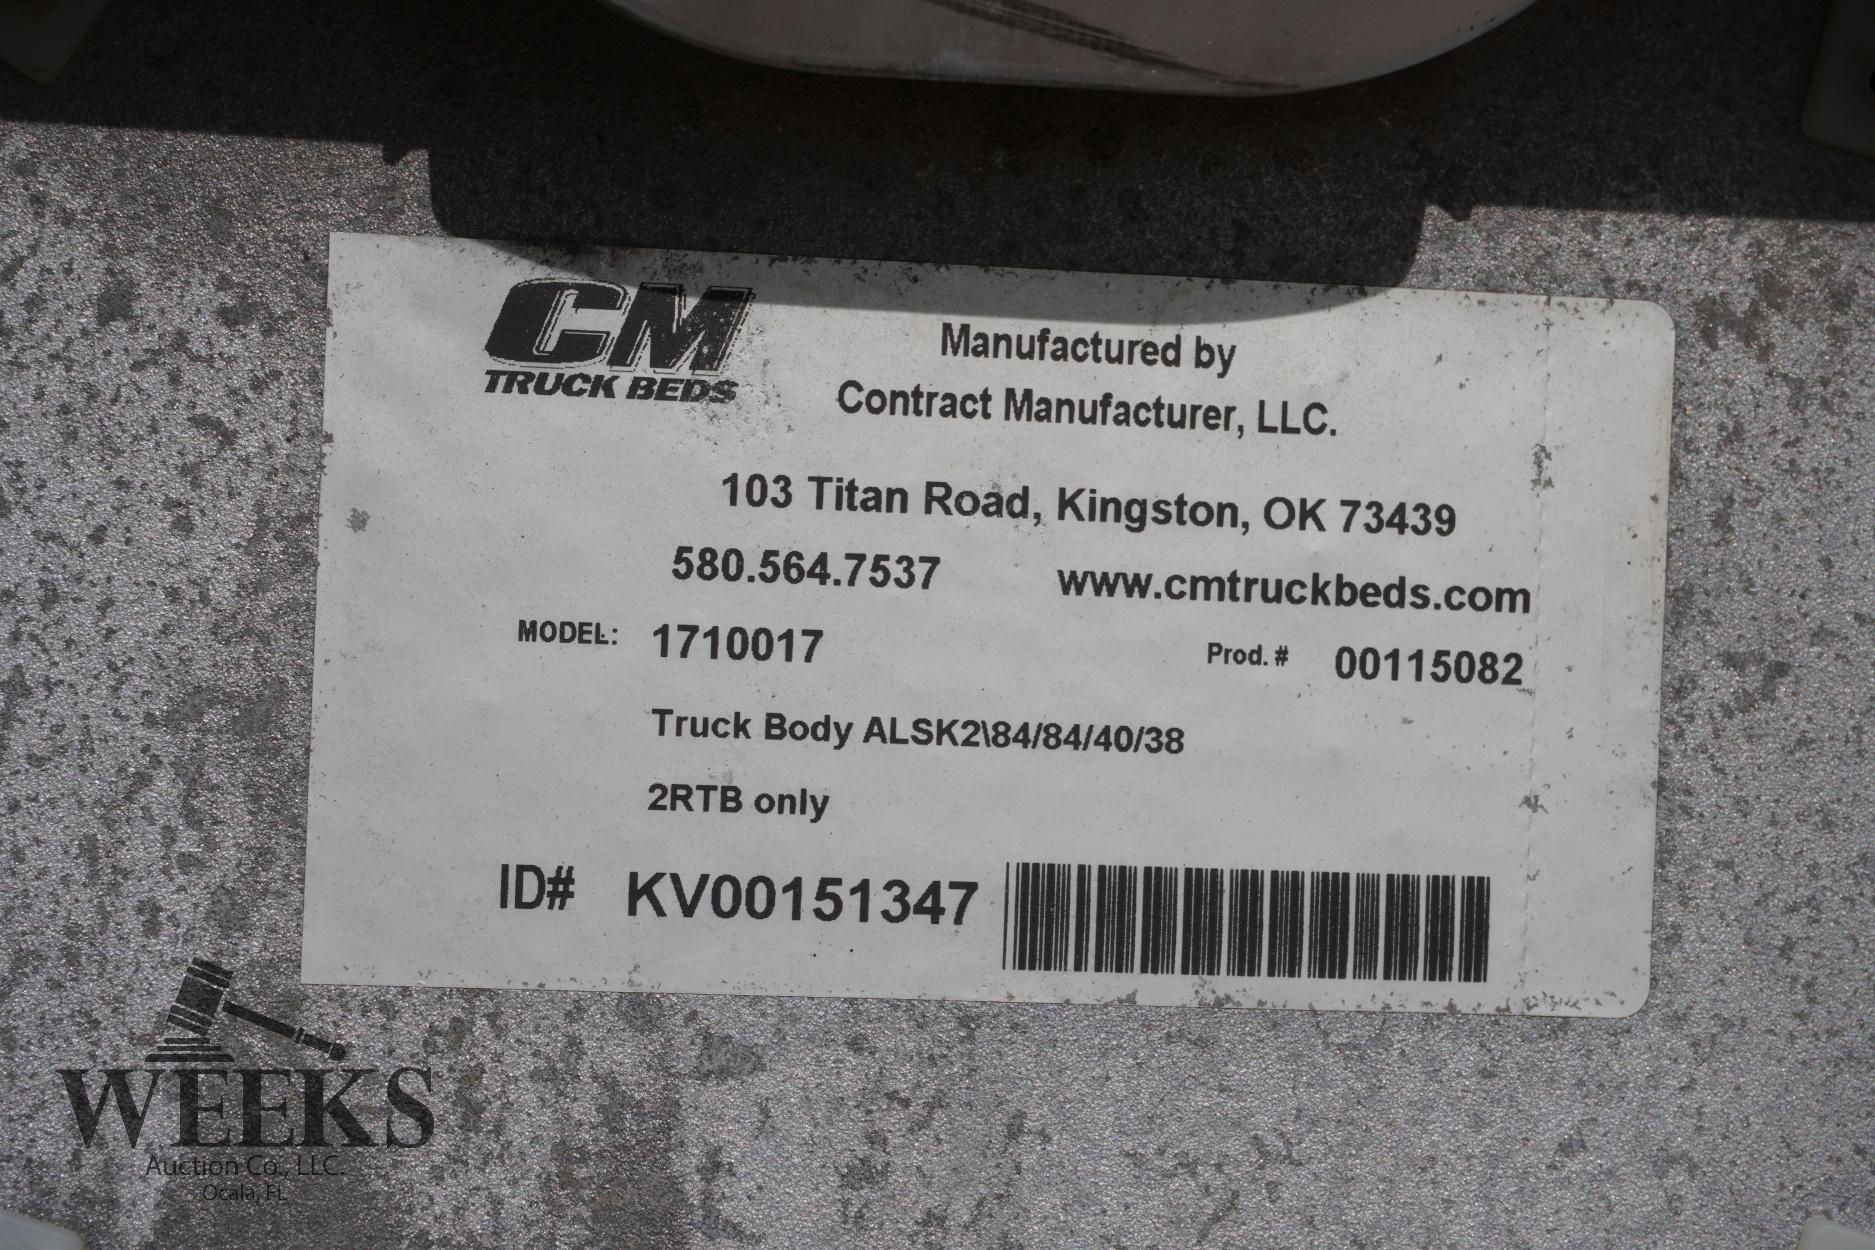 CM
TRUCK BEDS
Manufactured by
Contract Manufacturer, LLC.
103 Titan Road, Kingston, OK 73439
580.564.7537 www.cmtruckbeds.com
MODEL: 1710017 Prod. # 00115082
Truck Body ALSK2\84/84/40/38
2RTB only
ID# KV00151347
WEEKS
Auction Co., LLC.
Ocala, FL